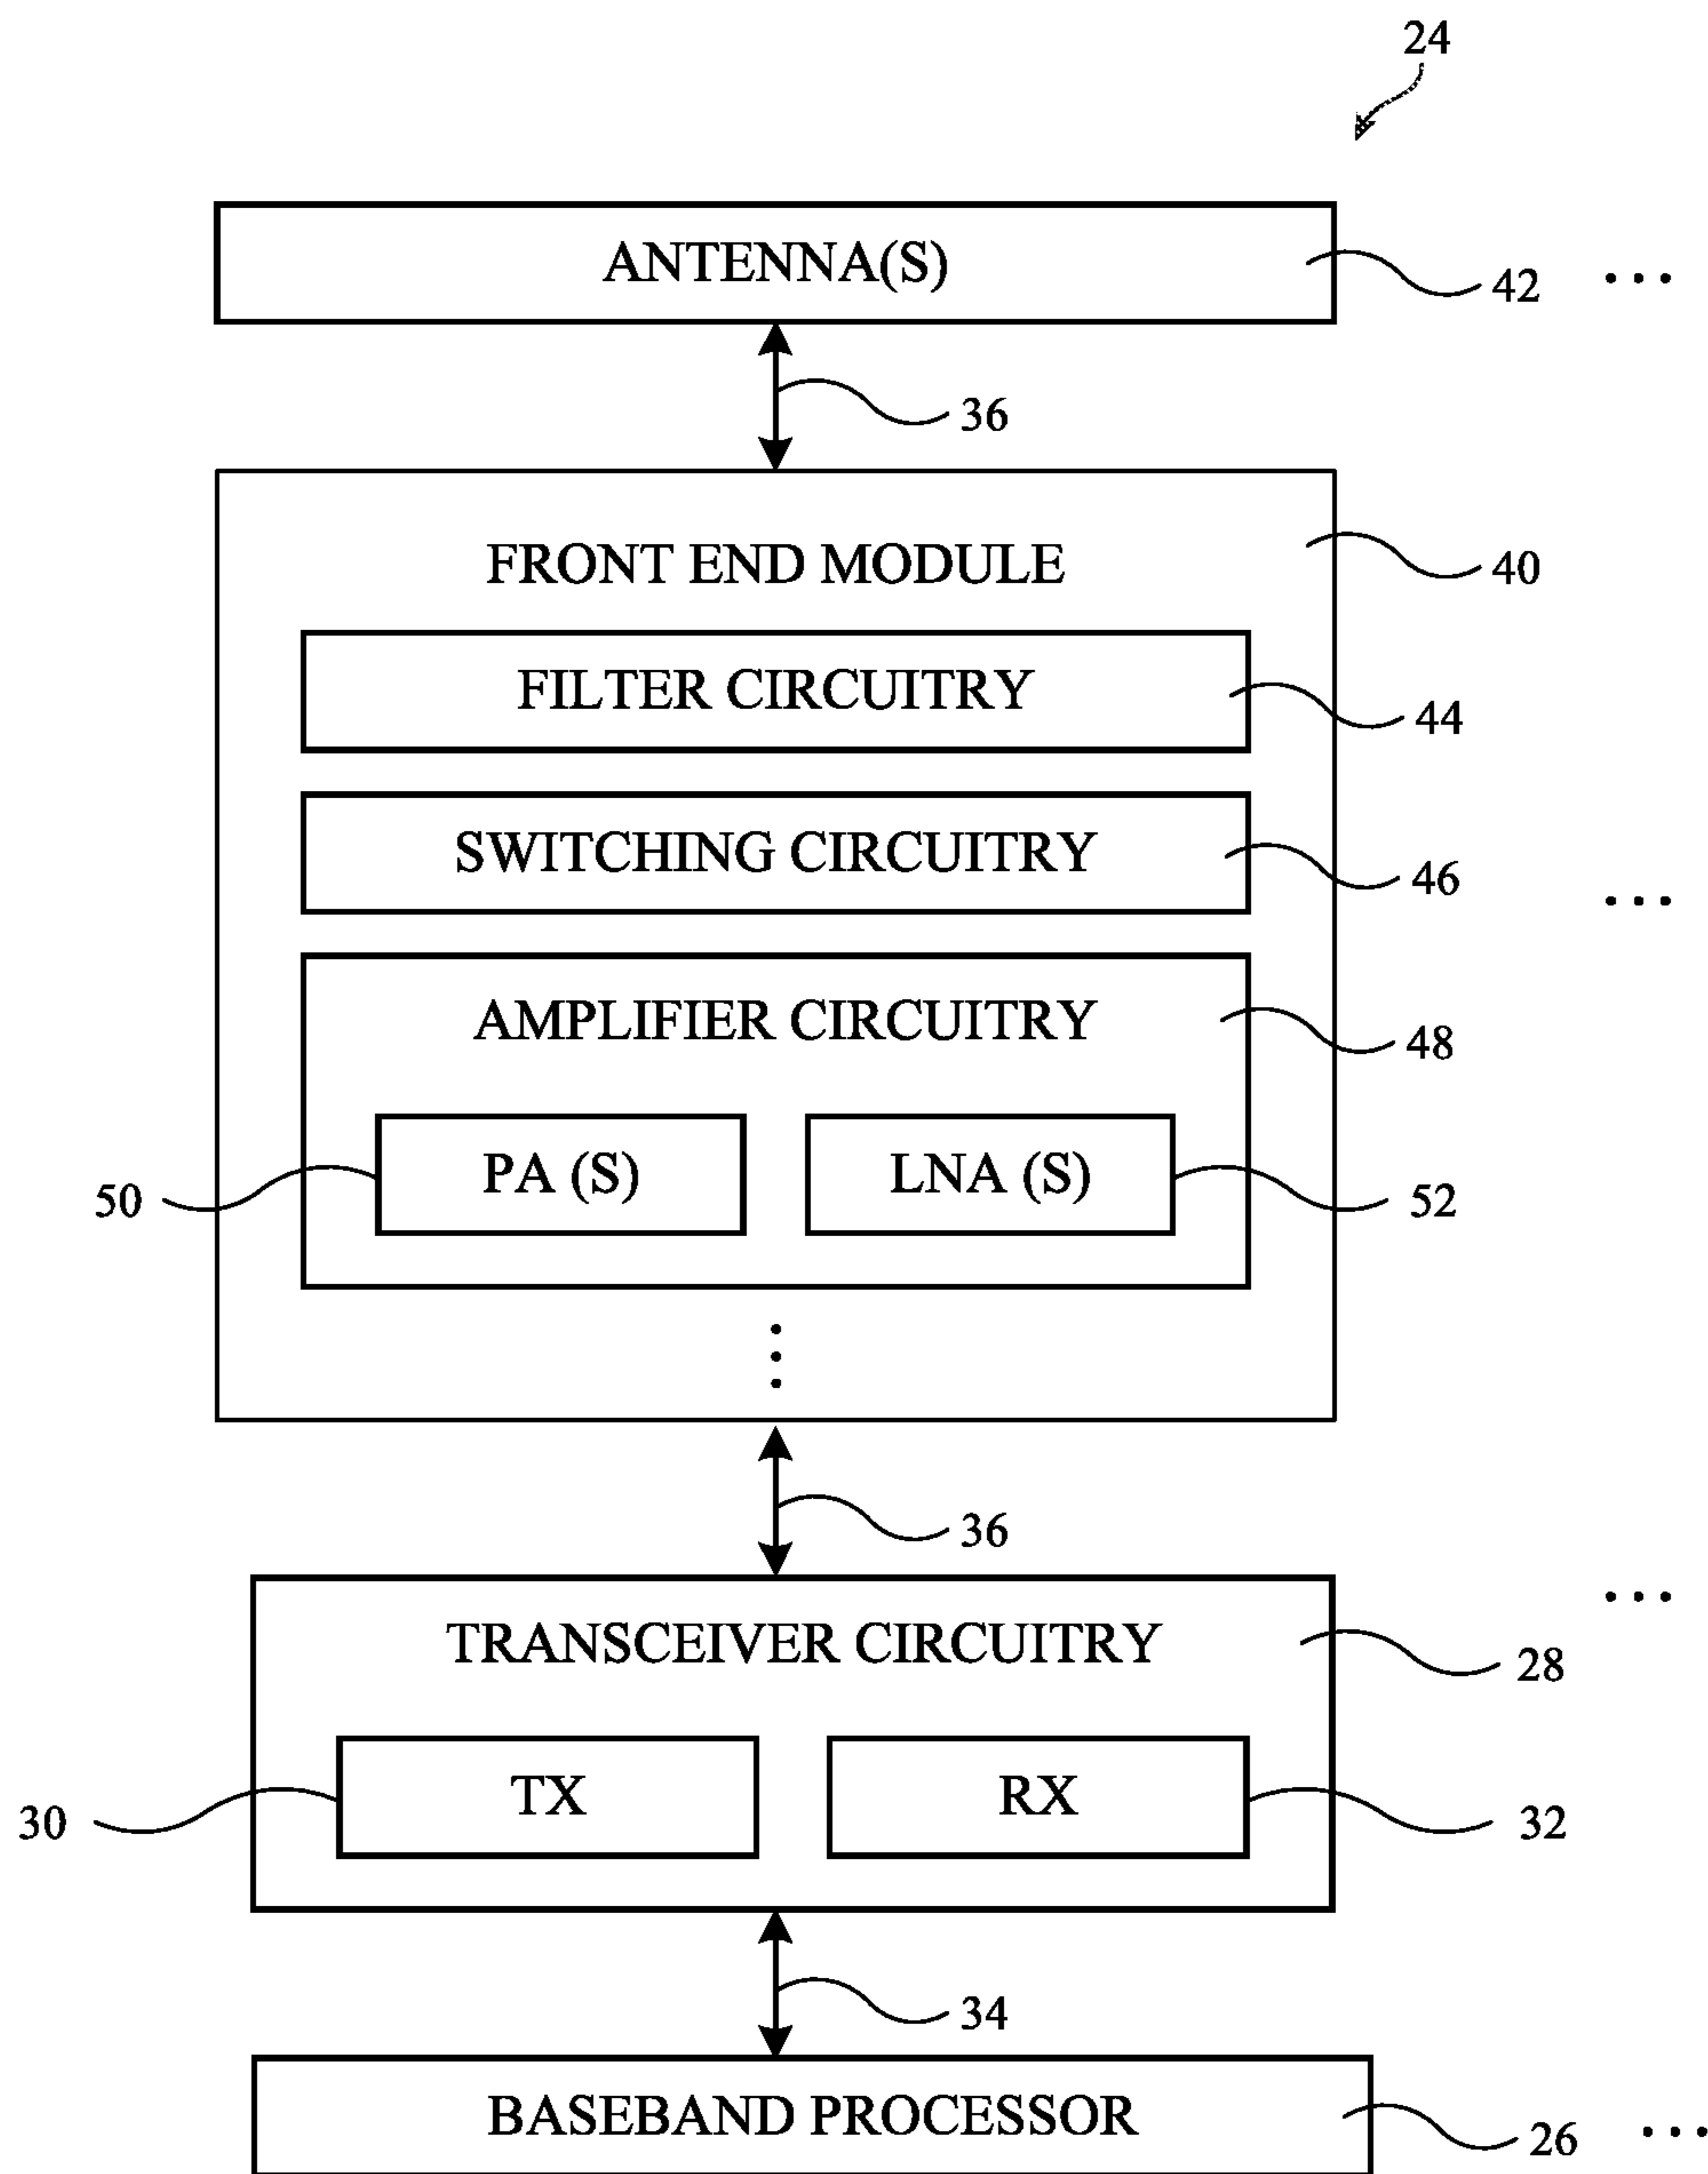 24
ANTENNA(S)
42
...
36
FRONT END MODULE
40
FILTER CIRCUITRY
44
SWITCHING CIRCUITRY
46
...
AMPLIFIER CIRCUITRY
48
50
PA (S)
LNA (S)
52
36
...
TRANSCEIVER CIRCUITRY
28
30
TX
RX
32
34
BASEBAND PROCESSOR
26
...